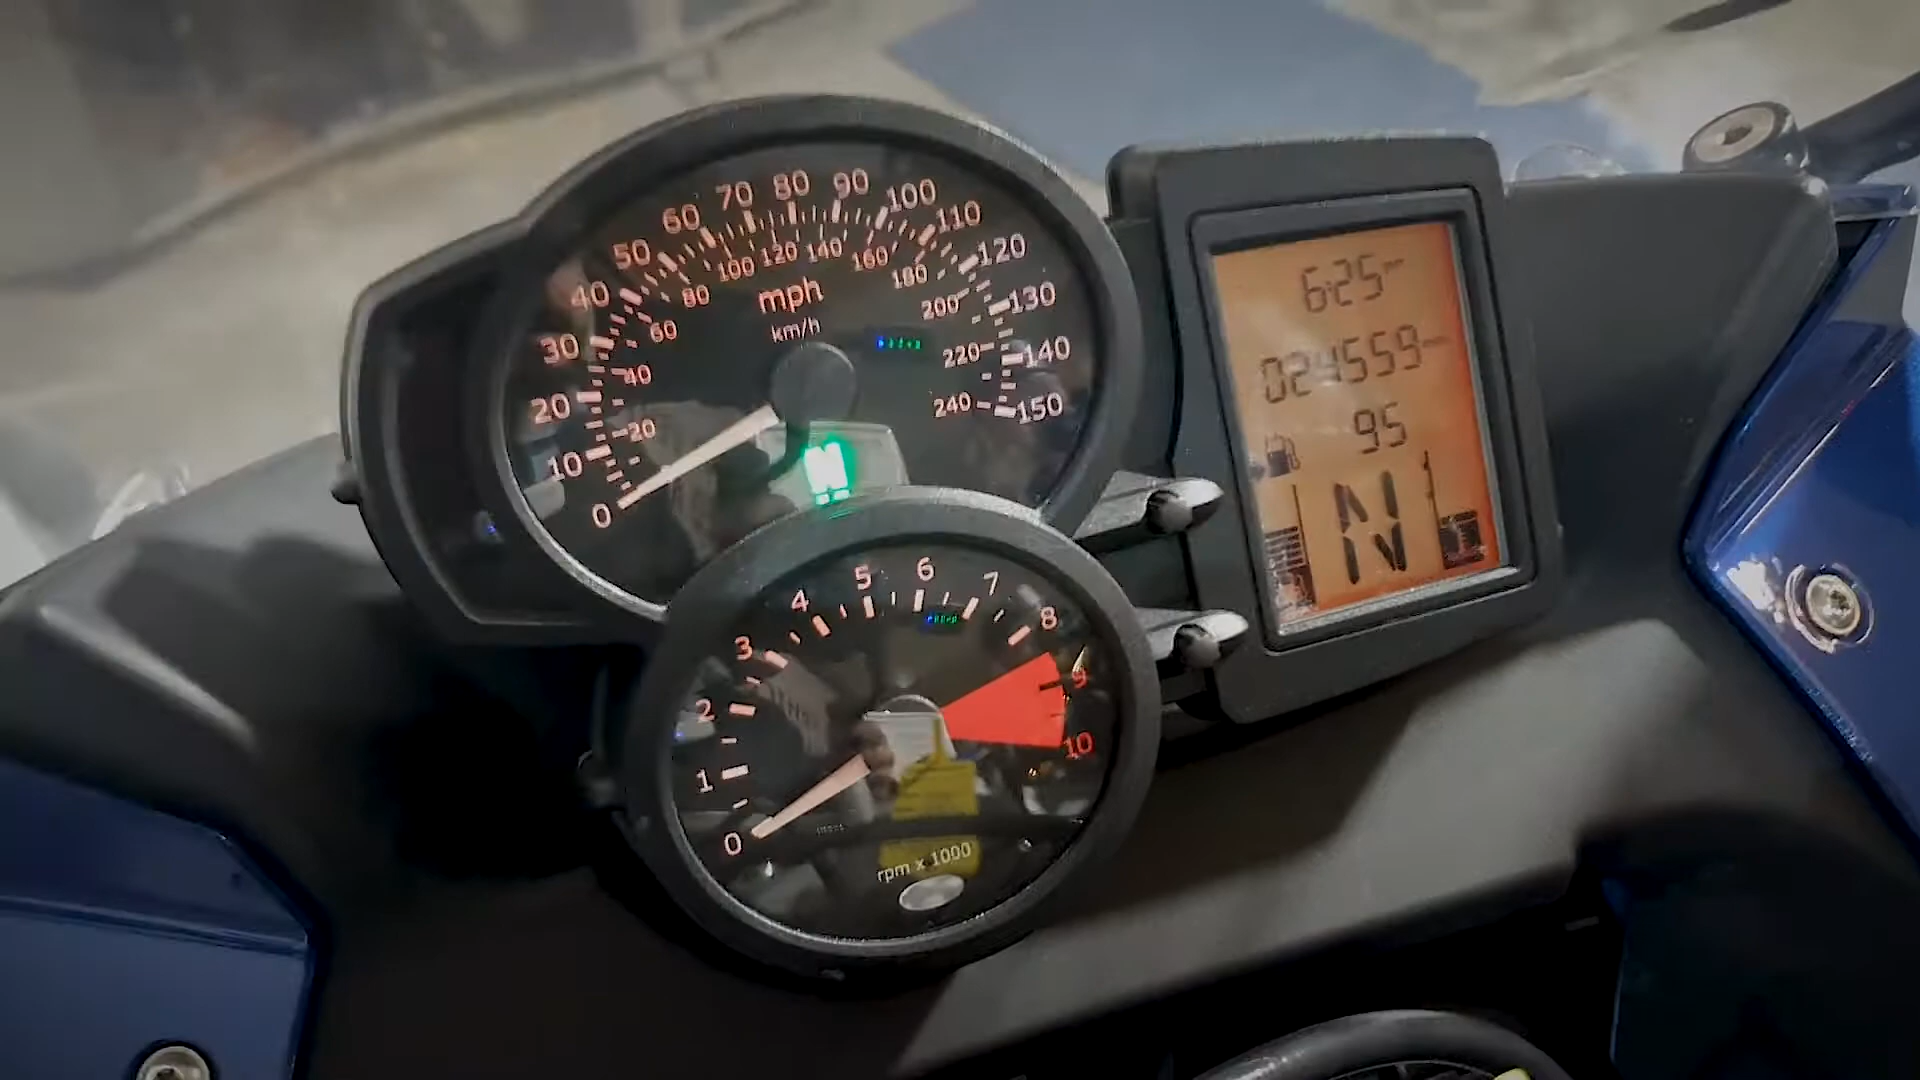 70 80 90
60 100
50 110
40 120
30 130
20 140
10 150
0
20 40 60 80 100 120 140 160 180 200 220 240
mph
km/h
N
6:25
024559
95
N
0 1 2 3 4 5 6 7 8 9 10
rpm x 1000